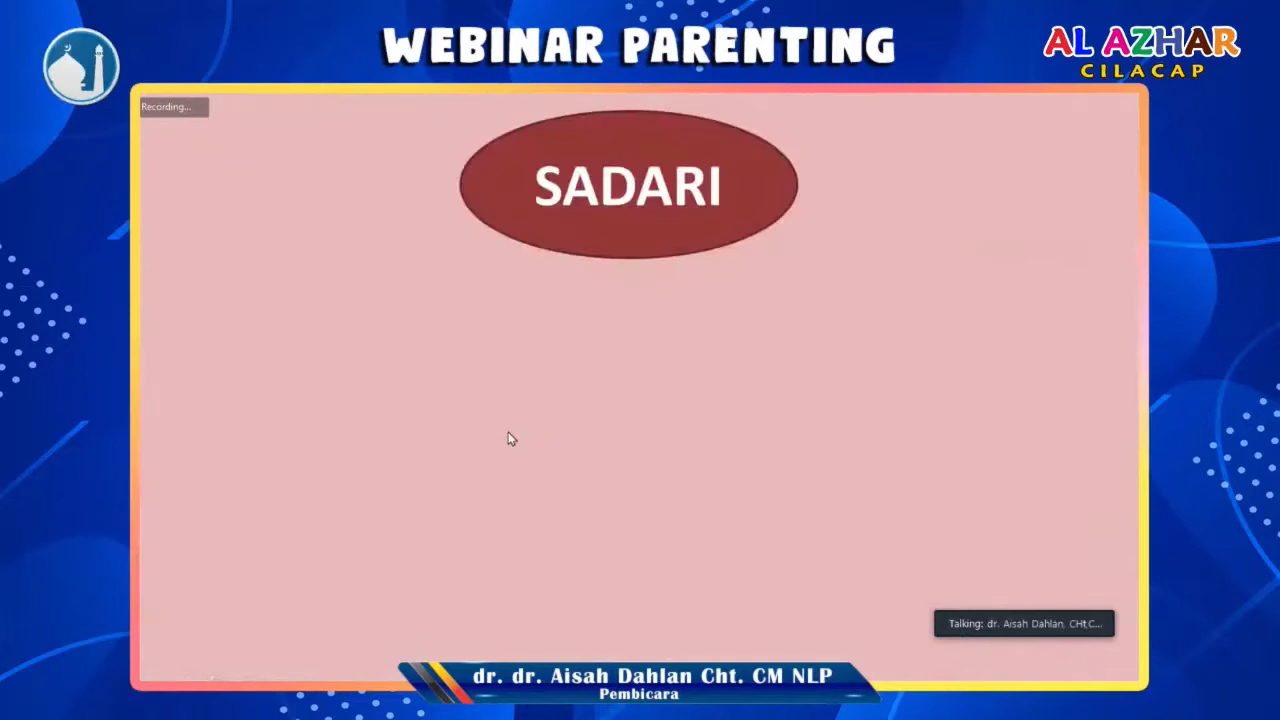 WEBINAR PARENTING
AL AZHAR
CILACAP
Recording...
SADARI
Talking: dr. Aisah Dahlan, CHt,C...
dr. dr. Aisah Dahlan Cht. CM NLP
Pembicara